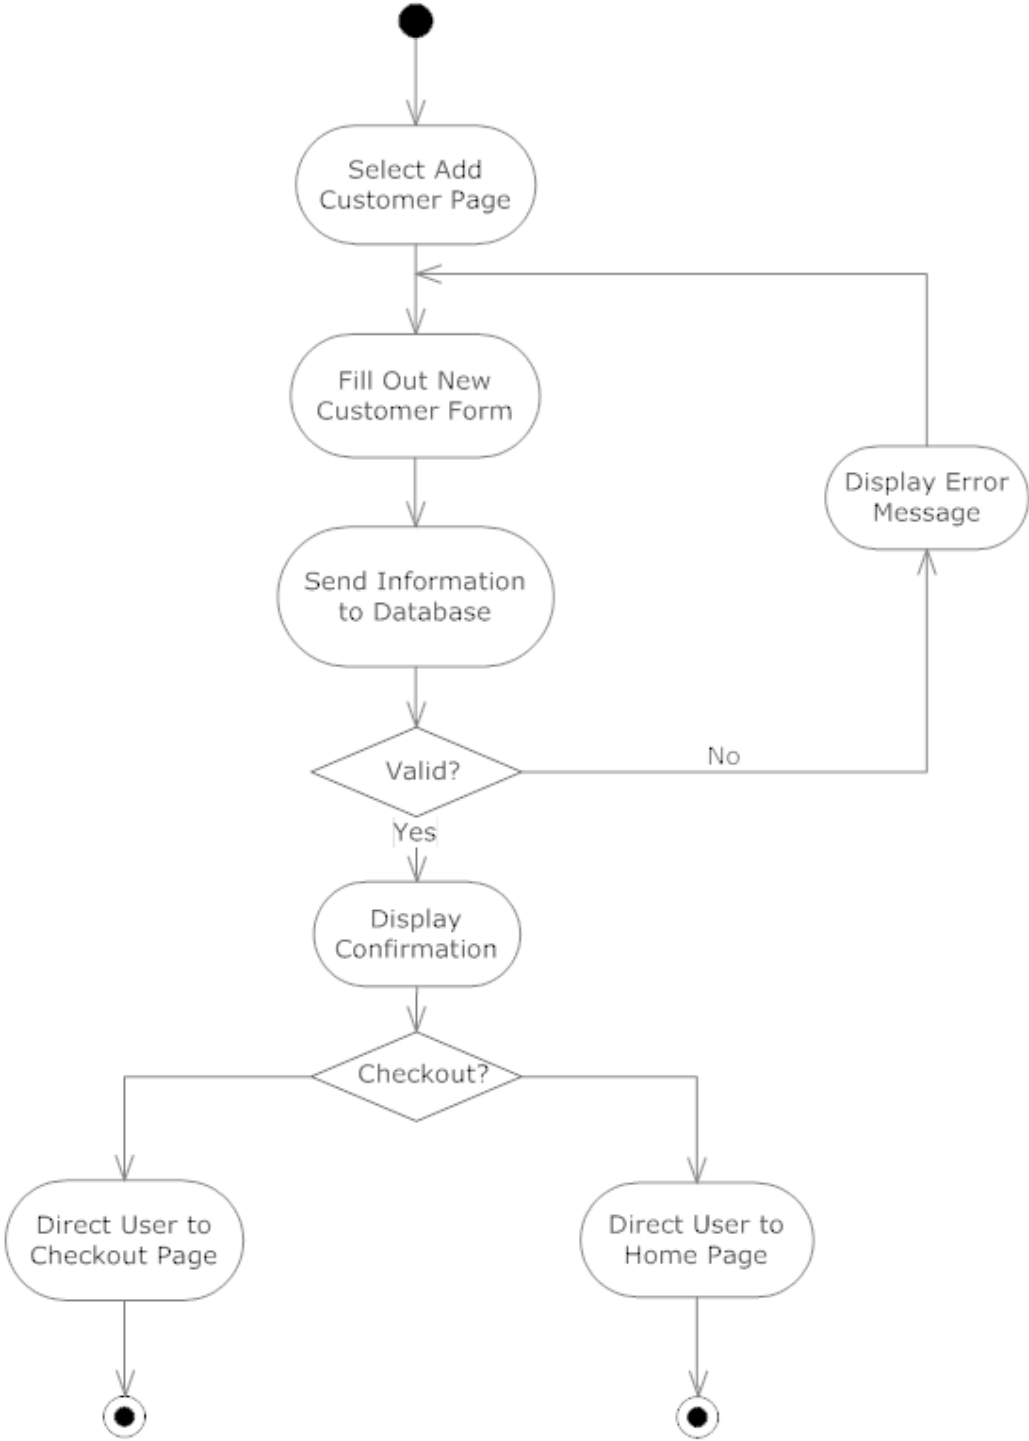 Select Add
Customer Page
Fill Out New
Customer Form
Display Error
Message
Send Information
to Database
Valid?
No
Yes
Display
Confirmation
Checkout?
Direct User to
Checkout Page
Direct User to
Home Page